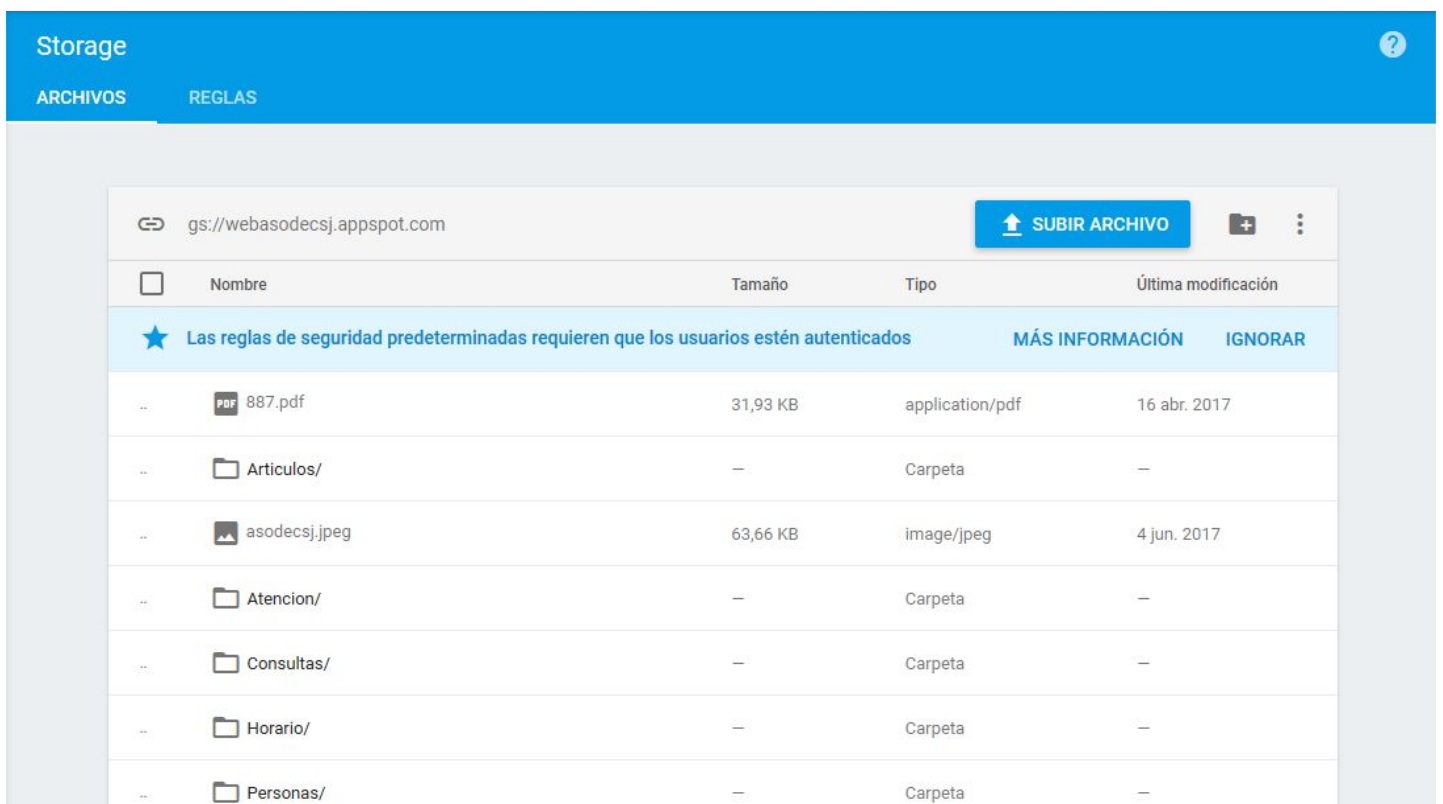 Storage
ARCHIVOS REGLAS
gs://webasodecsj.appspot.com SUBIR ARCHIVO
Nombre Tamaño Tipo Última modificación
Las reglas de seguridad predeterminadas requieren que los usuarios estén autenticados MÁS INFORMACIÓN IGNORAR
.. PDF 887.pdf 31,93 KB application/pdf 16 abr. 2017
.. Articulos/ — Carpeta —
.. asodecsj.jpeg 63,66 KB image/jpeg 4 jun. 2017
.. Atencion/ — Carpeta —
.. Consultas/ — Carpeta —
.. Horario/ — Carpeta —
.. Personas/ — Carpeta —